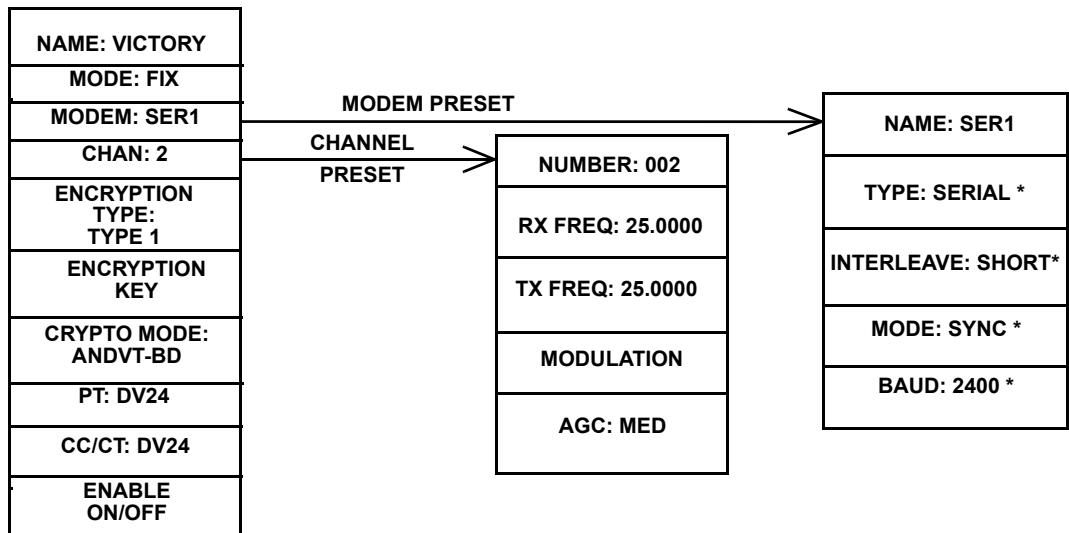 NAME: VICTORY
MODE: FIX
MODEM: SER1
CHAN: 2
ENCRYPTION
TYPE:
TYPE 1
ENCRYPTION
KEY
CRYPTO MODE:
ANDVT-BD
PT: DV24
CC/CT: DV24
ENABLE
ON/OFF
MODEM PRESET
CHANNEL
PRESET
NUMBER: 002
RX FREQ: 25.0000
TX FREQ: 25.0000
MODULATION
AGC: MED
NAME: SER1
TYPE: SERIAL *
INTERLEAVE: SHORT*
MODE: SYNC *
BAUD: 2400 *